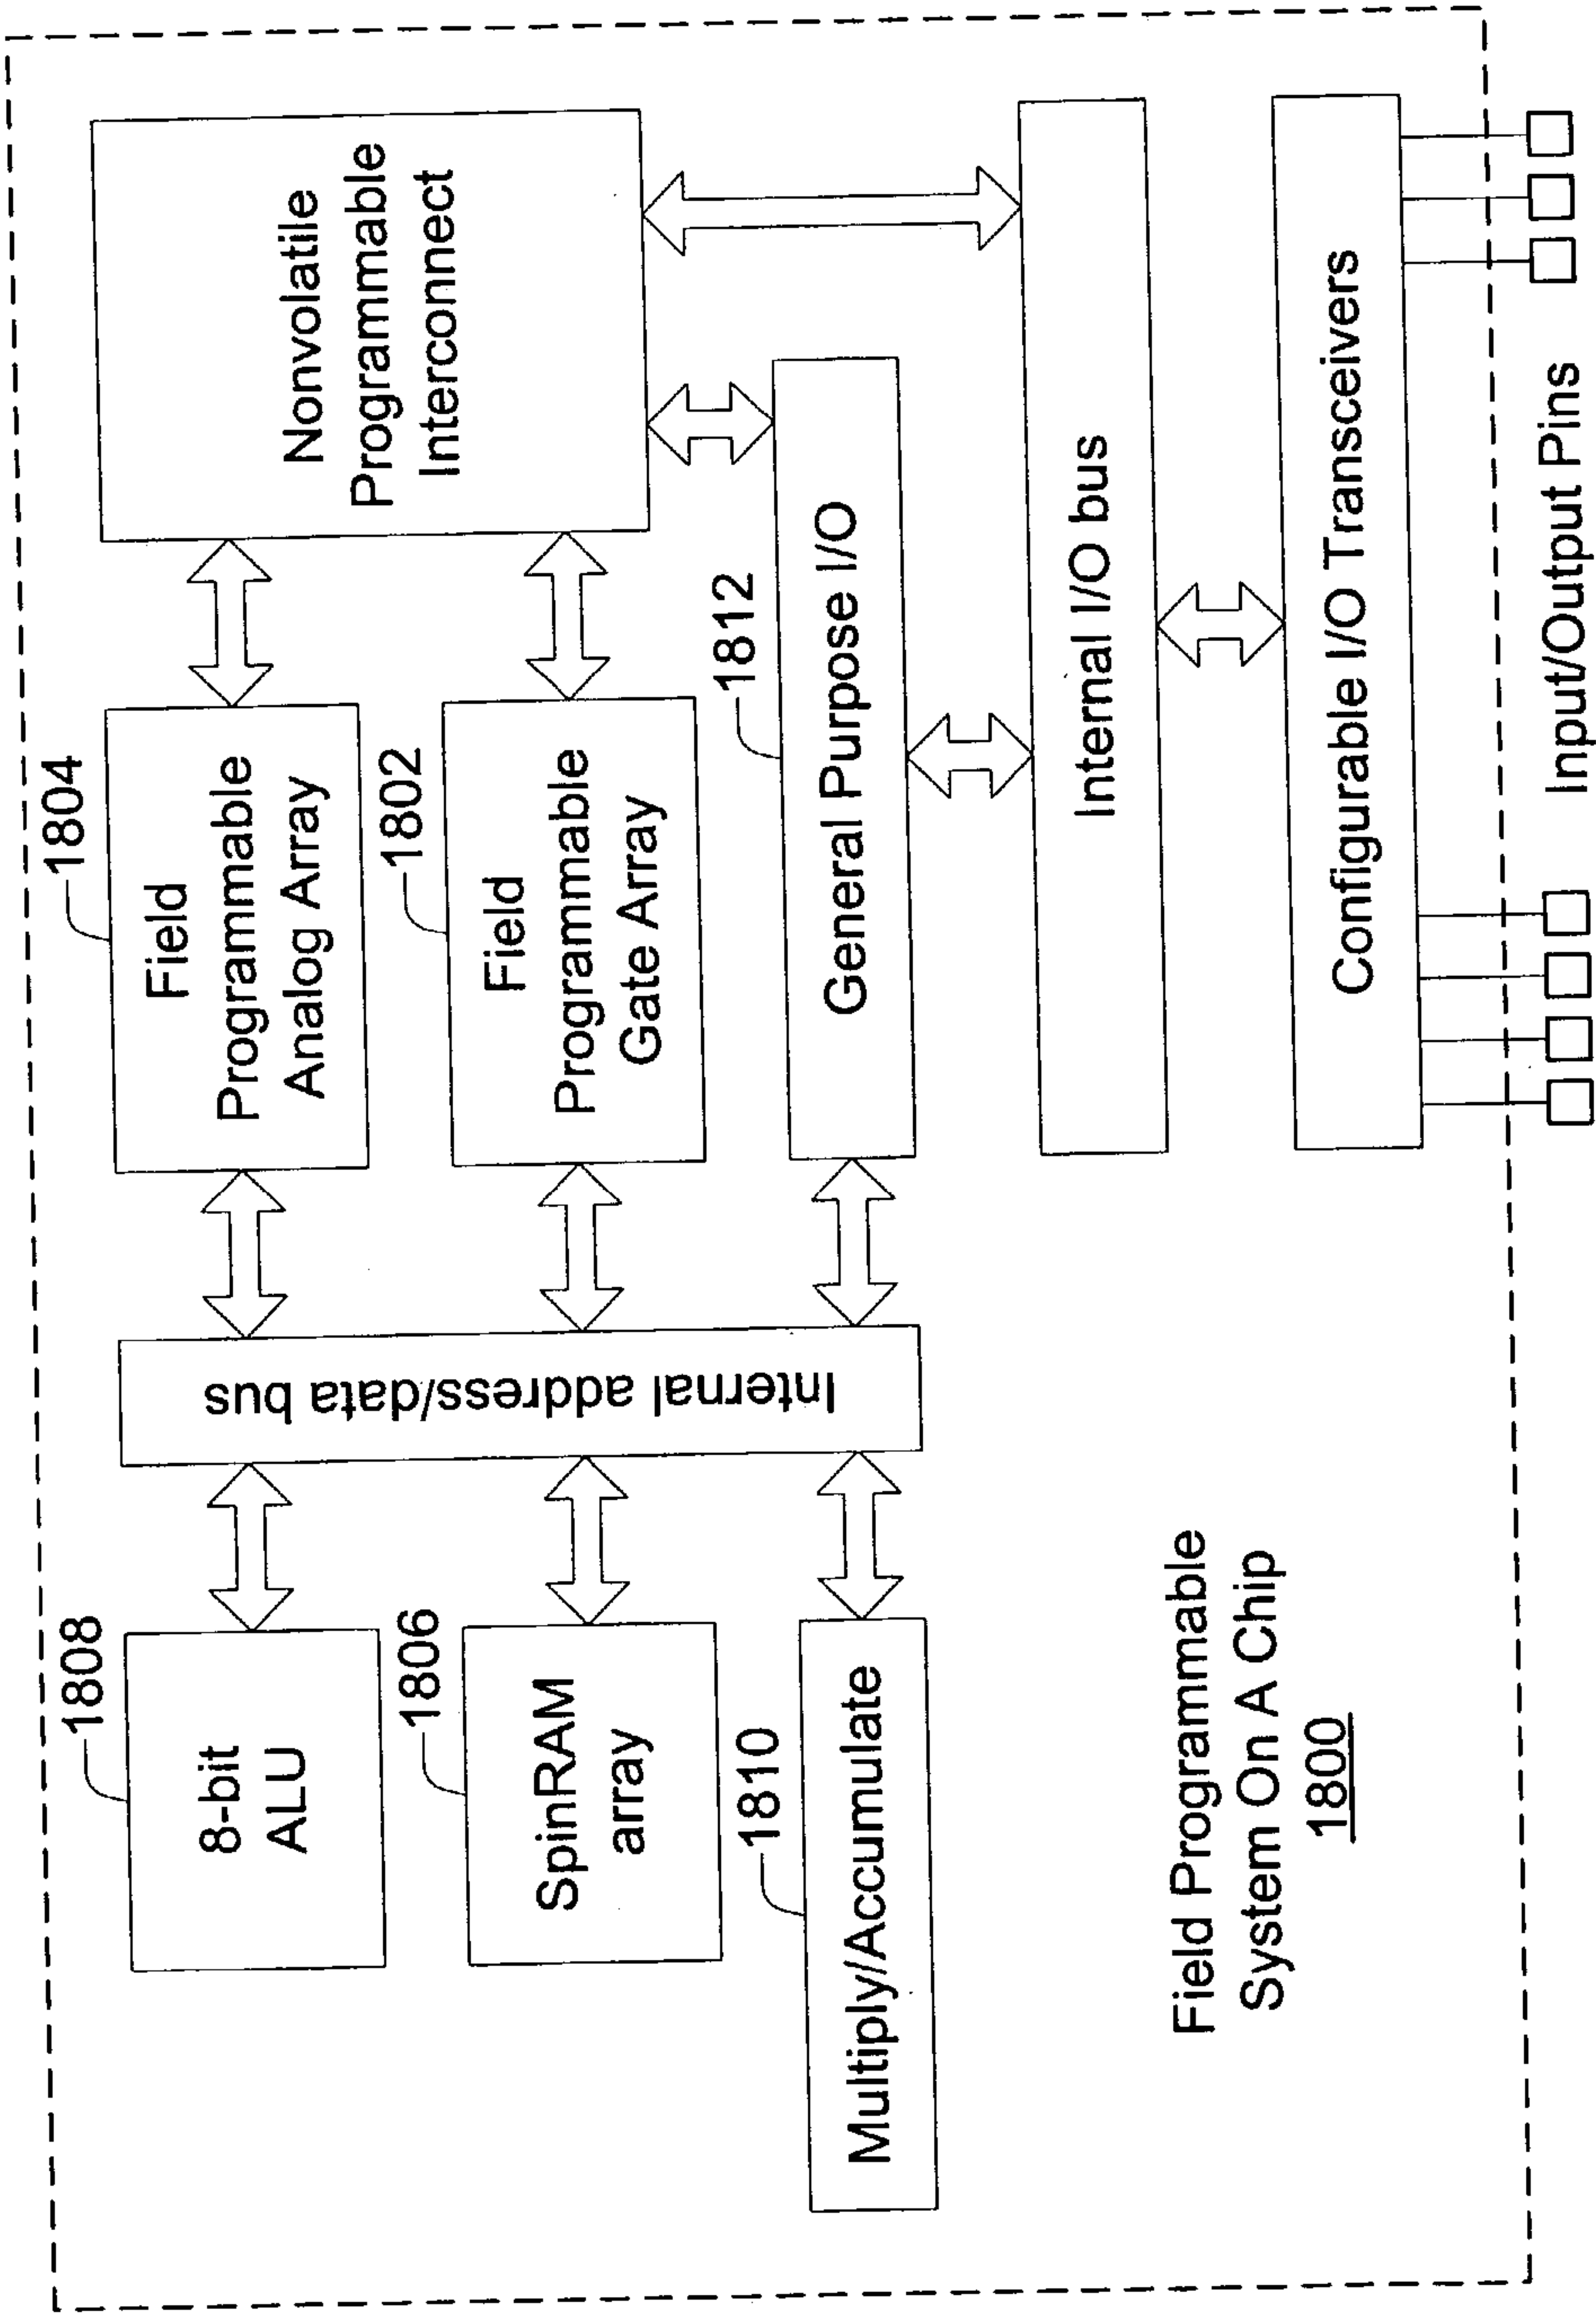 1808
8-bit
ALU
1806
SpinRAM
array
1810
Multiply/Accumulate
Internal address/data bus
1804
Field
Programmable
Analog Array
1802
Field
Programmable
Gate Array
1812
General Purpose I/O
Nonvolatile
Programmable
Interconnect
Internal I/O bus
Configurable I/O Transceivers
Input/Output Pins
Field Programmable
System On A Chip
1800